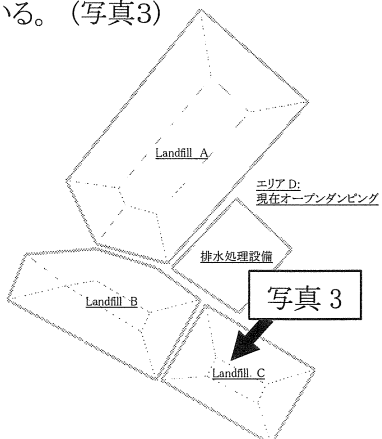 いる。（写真3）
Landfill A
エリア D:
現在オープンダンピング
排水処理設備
写真 3
Landfill B
Landfill C